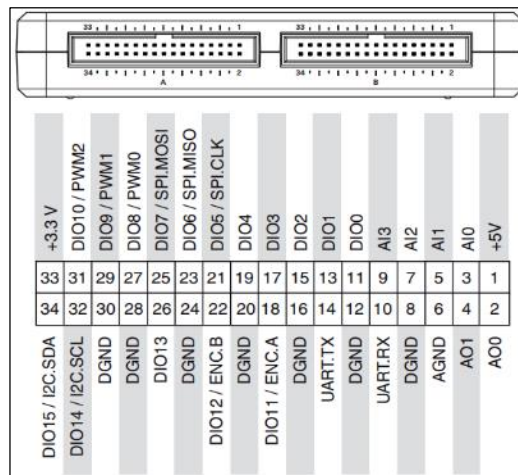 33 1 33 1
34 2 34 2
A B
+3.3 V DIO10 / PWM2 DIO9 / PWM1 DIO8 / PWM0 DIO7 / SPI.MOSI DIO6 / SPI.MISO DIO5 / SPI.CLK DIO4 DIO3 DIO2 DIO1 DIO0 AI3 AI2 AI1 AI0 +5V
33 31 29 27 25 23 21 19 17 15 13 11 9 7 5 3 1
34 32 30 28 26 24 22 20 18 16 14 12 10 8 6 4 2
DIO15 / I2C.SDA DIO14 / I2C.SCL DGND DGND DIO13 DGND DIO12 / ENC.B DGND DIO11 / ENC.A DGND UART.TX DGND UART.RX DGND AGND AO1 AO0